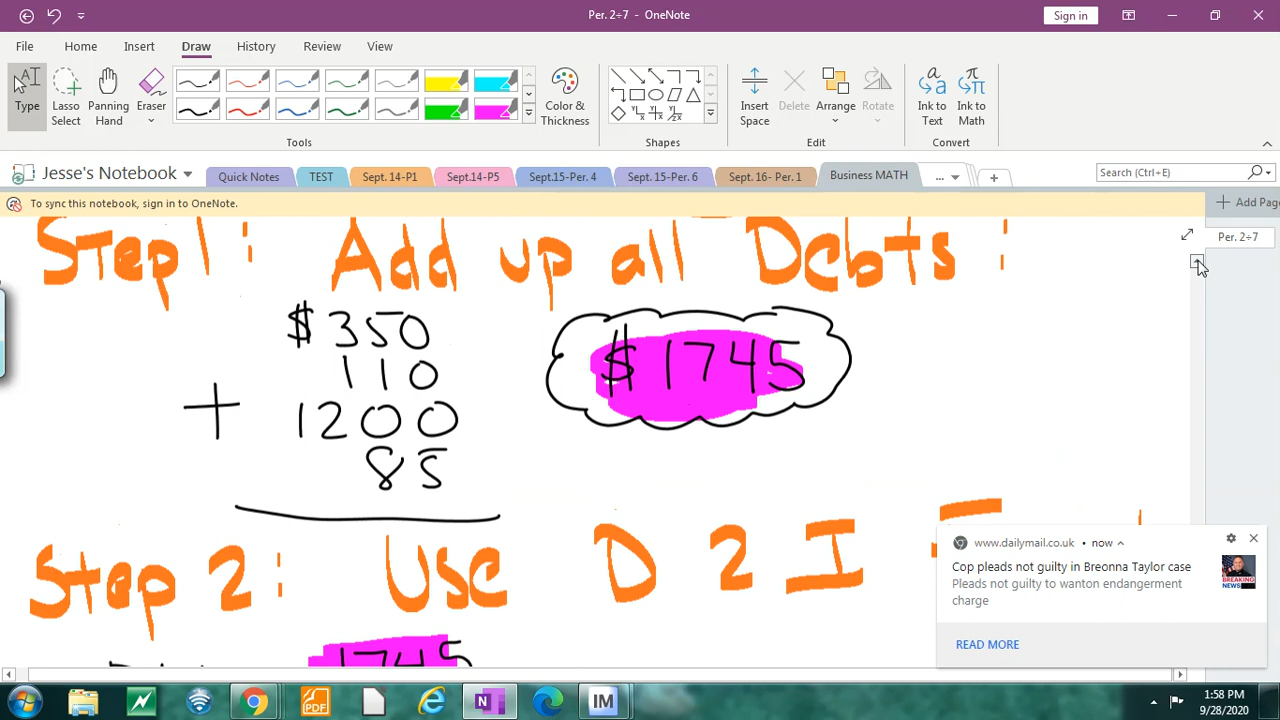 Per. 2÷7 - OneNote
Sign in
File Home Insert Draw History Review View
Type
Lasso Select
Panning Hand
Eraser
Color & Thickness
Insert Space
Delete
Arrange
Rotate
Ink to Text
Ink to Math
Tools
Shapes
Edit
Convert
Jesse's Notebook
Quick Notes
TEST
Sept. 14-P1
Sept.14-P5
Sept.15-Per. 4
Sept. 15-Per. 6
Sept. 16- Per. 1
Business MATH
...
Search (Ctrl+E)
To sync this notebook, sign in to OneNote.
Add Page
Per. 2÷7
Step 1: Add up all Debts:
$350
110
+ 1200
85
$1745
Step 2: Use D 2 I
1745
www.dailymail.co.uk • now
Cop pleads not guilty in Breonna Taylor case
Pleads not guilty to wanton endangerment
charge
BREAKING NEWS
READ MORE
IM
1:58 PM
9/28/2020